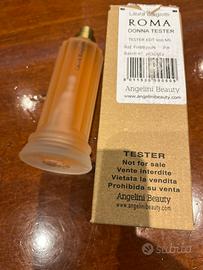 Laura Biagiotti
ROMA
DONNA TESTER
TESTER EDT 100 ML
Angelini Beauty
TESTER
Not for sale
Vente interdite
Vietata la vendita
Prohibida su venta
Angelini Beauty
subito